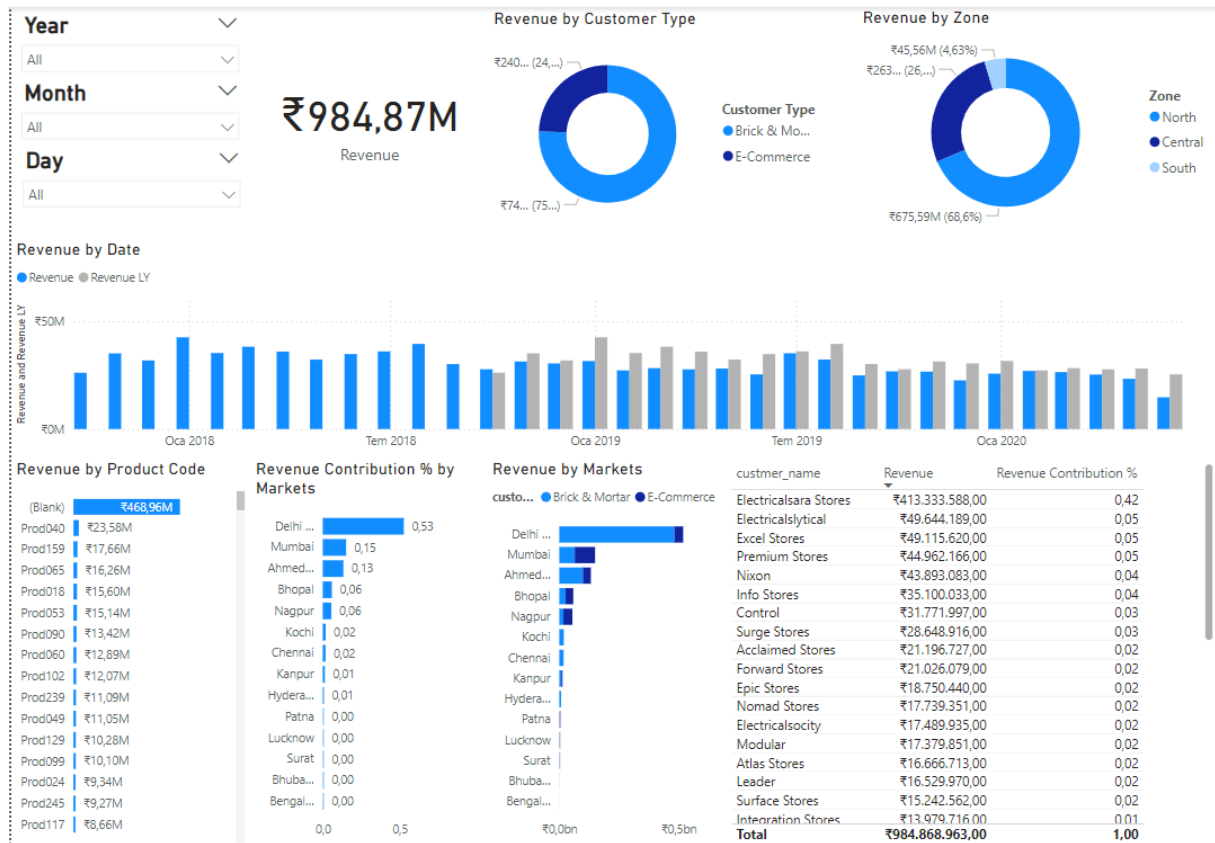 Year
All
Month
All
Day
All
₹984,87M
Revenue
Revenue by Customer Type
₹240... (24,...)
₹74... (75...)
Customer Type
Brick & Mo...
E-Commerce
Revenue by Zone
₹45,56M (4,63%)
₹263... (26,...)
₹675,59M (68,6%)
Zone
North
Central
South
Revenue by Date
Revenue Revenue LY
Revenue and Revenue LY
₹50M
₹0M
Oca 2018 Tem 2018 Oca 2019 Tem 2019 Oca 2020
Revenue by Product Code
(Blank) ₹468,96M
Prod040 ₹23,58M
Prod159 ₹17,66M
Prod065 ₹16,26M
Prod018 ₹15,60M
Prod053 ₹15,14M
Prod090 ₹13,42M
Prod060 ₹12,89M
Prod102 ₹12,07M
Prod239 ₹11,09M
Prod049 ₹11,05M
Prod129 ₹10,28M
Prod099 ₹10,10M
Prod024 ₹9,34M
Prod245 ₹9,27M
Prod117 ₹8,66M
Revenue Contribution % by
Markets
Delhi ... 0,53
Mumbai 0,15
Ahmed... 0,13
Bhopal 0,06
Nagpur 0,06
Kochi 0,02
Chennai 0,02
Kanpur 0,01
Hydera... 0,01
Patna 0,00
Lucknow 0,00
Surat 0,00
Bhuba... 0,00
Bengal... 0,00
0,0 0,5
Revenue by Markets
custo... Brick & Mortar E-Commerce
Delhi ...
Mumbai
Ahmed...
Bhopal
Nagpur
Kochi
Chennai
Kanpur
Hydera...
Patna
Lucknow
Surat
Bhuba...
Bengal...
₹0,0bn ₹0,5bn
custmer_name Revenue Revenue Contribution %
Electricalsara Stores ₹413.333.588,00 0,42
Electricalslytical ₹49.644.189,00 0,05
Excel Stores ₹49.115.620,00 0,05
Premium Stores ₹44.962.166,00 0,05
Nixon ₹43.893.083,00 0,04
Info Stores ₹35.100.033,00 0,04
Control ₹31.771.997,00 0,03
Surge Stores ₹28.648.916,00 0,03
Acclaimed Stores ₹21.196.727,00 0,02
Forward Stores ₹21.026.079,00 0,02
Epic Stores ₹18.750.440,00 0,02
Nomad Stores ₹17.739.351,00 0,02
Electricalsocity ₹17.489.935,00 0,02
Modular ₹17.379.851,00 0,02
Atlas Stores ₹16.666.713,00 0,02
Leader ₹16.529.970,00 0,02
Surface Stores ₹15.242.562,00 0,02
Integration Stores ₹13.979.716,00 0,01
Total ₹984.868.963,00 1,00